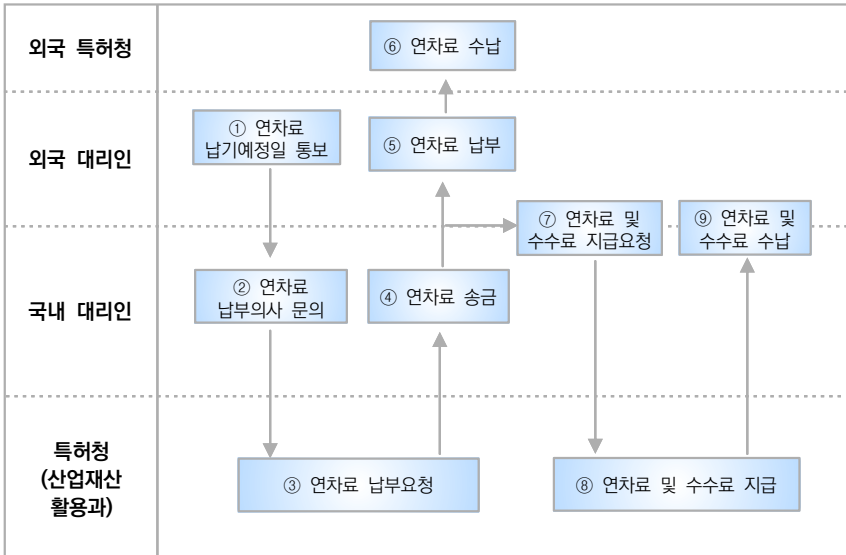 외국 특허청
⑥ 연차료 수납
외국 대리인
① 연차료
납기예정일 통보
⑤ 연차료 납부
⑦ 연차료 및
수수료 지급요청
⑨ 연차료 및
수수료 수납
국내 대리인
② 연차료
납부의사 문의
④ 연차료 송금
특허청
(산업재산
활용과)
③ 연차료 납부요청
⑧ 연차료 및 수수료 지급